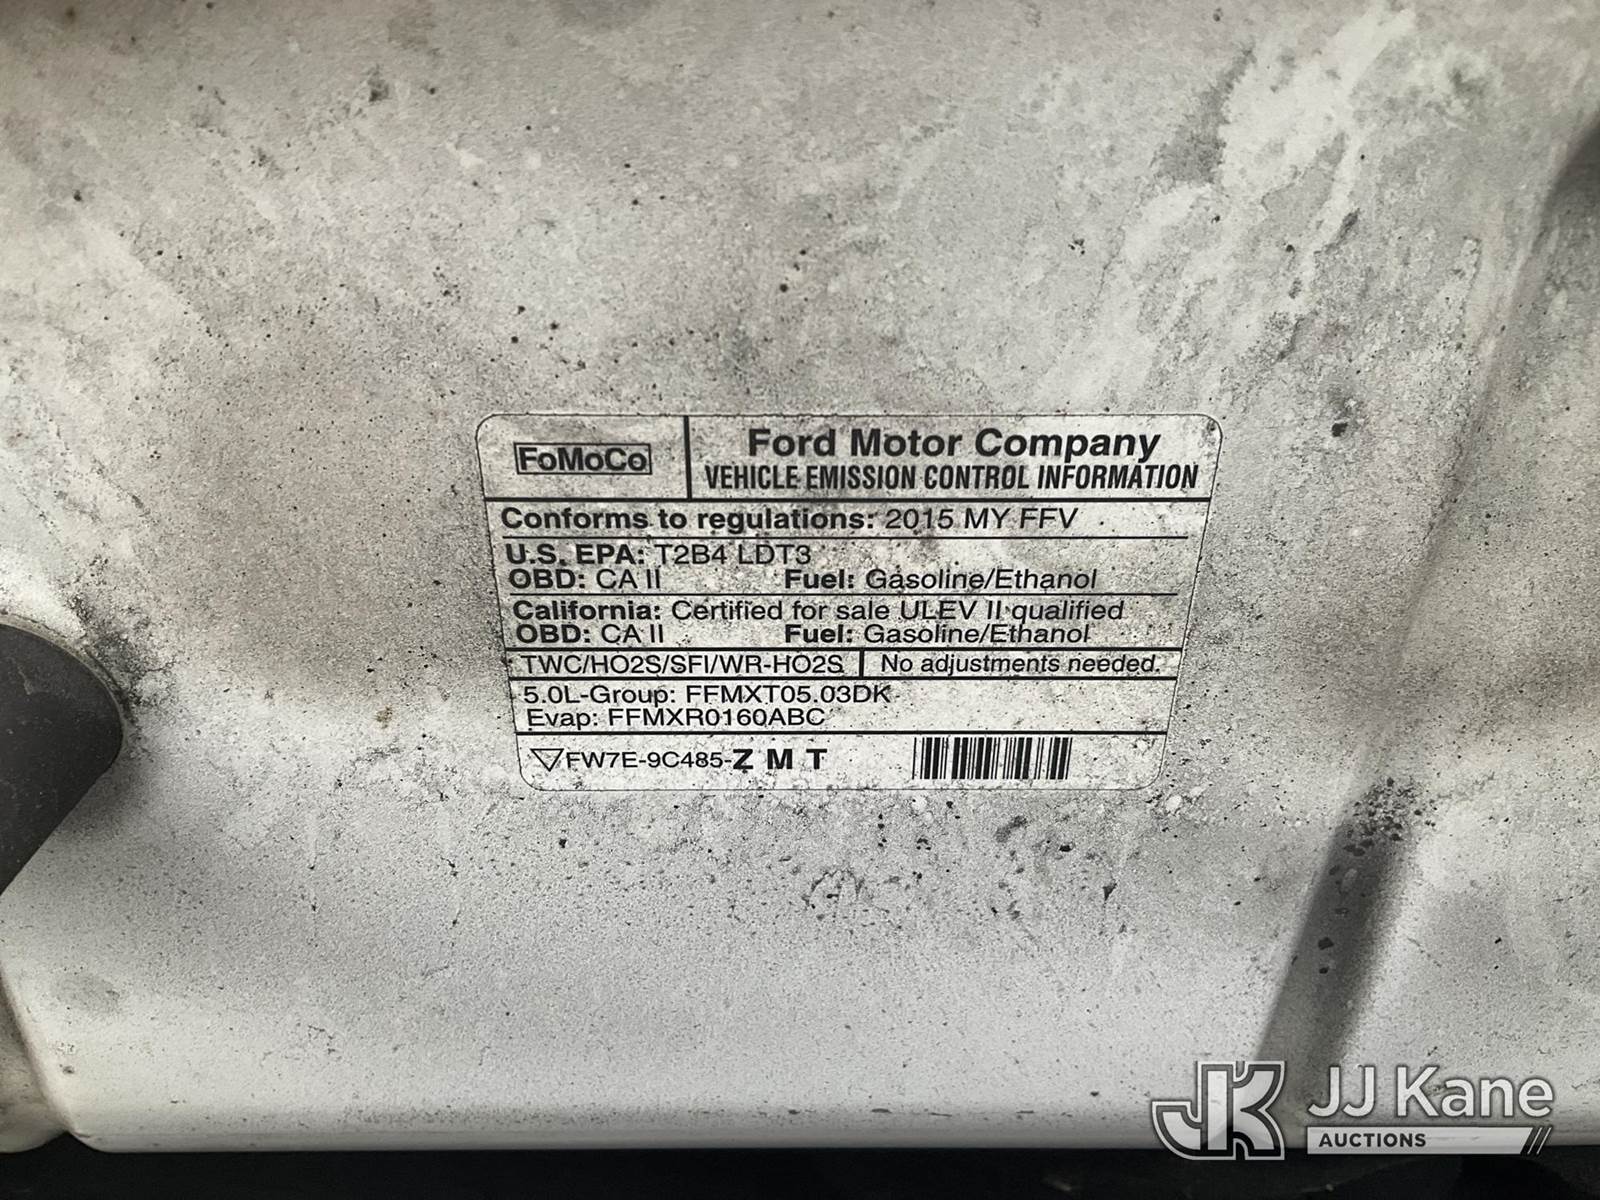 FoMoCo
Ford Motor Company
VEHICLE EMISSION CONTROL INFORMATION
Conforms to regulations: 2015 MY FFV
U.S. EPA: T2B4 LDT3
OBD: CA II Fuel: Gasoline/Ethanol
California: Certified for sale ULEV II qualified
OBD: CA II Fuel: Gasoline/Ethanol
TWC/HO2S/SFI/WR-HO2S No adjustments needed.
5.0L-Group: FFMXT05.03DK
Evap: FFMXR0160ABC
FW7E-9C485-Z M T
JK JJ Kane
AUCTIONS